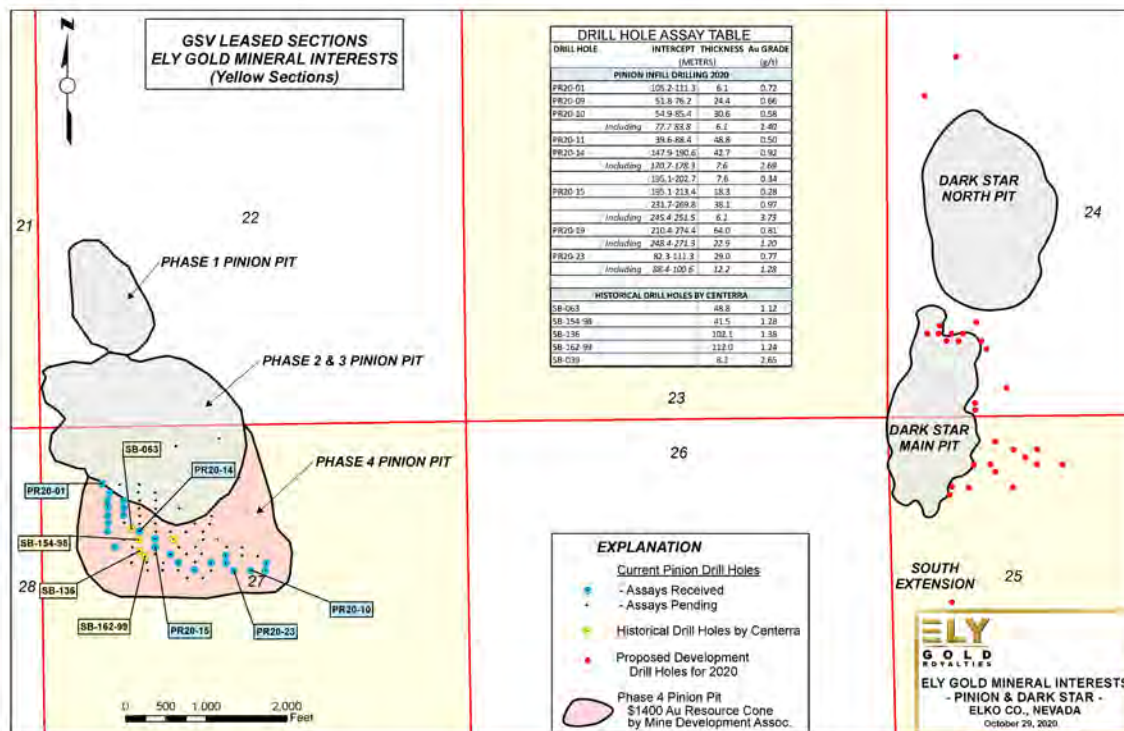 N
GSV LEASED SECTIONS
ELY GOLD MINERAL INTERESTS
(Yellow Sections)
DRILL HOLE ASSAY TABLE
DRILL HOLE INTERCEPT THICKNESS Au GRADE
(METERS) (g/t)
PINION INFILL DRILLING 2020
PR20-01 105.2-111.3 6.1 0.72
PR20-09 51.8-76.2 24.4 0.66
PR20-10 54.9-85.4 30.6 0.58
Including 77.7-83.8 6.1 1.40
PR20-11 39.6-88.4 48.8 0.50
PR20-14 147.9-190.6 42.7 0.92
Including 170.7-178.3 7.6 2.69
195.1-202.7 7.6 0.34
PR20-15 195.1-213.4 18.3 0.28
231.7-269.8 38.1 0.97
Including 245.4-251.5 6.1 3.73
PR20-19 210.4-274.4 64.0 0.81
Including 248.4-271.3 22.9 1.20
PR20-23 82.3-111.3 29.0 0.77
Including 88.4-100.6 12.2 1.28
HISTORICAL DRILL HOLES BY CENTERRA
SB-063 48.8 1.12
SB-154-98 41.5 1.28
SB-136 102.1 1.38
SB-162-99 112.0 1.24
SB-039 2.65
21
22
23
24
25
26
27
28
PHASE 1 PINION PIT
PHASE 2 & 3 PINION PIT
PHASE 4 PINION PIT
DARK STAR
NORTH PIT
DARK STAR
MAIN PIT
SOUTH
EXTENSION
SB-063
PR20-14
PR20-01
SB-154-98
SB-136
SB-162-99
PR20-15
PR20-23
PR20-10
0 500 1,000 2,000
Feet
EXPLANATION
Current Pinion Drill Holes
- Assays Received
- Assays Pending
Historical Drill Holes by Centerra
Proposed Development
Drill Holes for 2020
Phase 4 Pinion Pit
$1400 Au Resource Cone
by Mine Development Assoc.
ELY
GOLD
ROYALTIES
ELY GOLD MINERAL INTERESTS
- PINION & DARK STAR -
ELKO CO., NEVADA
October 29, 2020